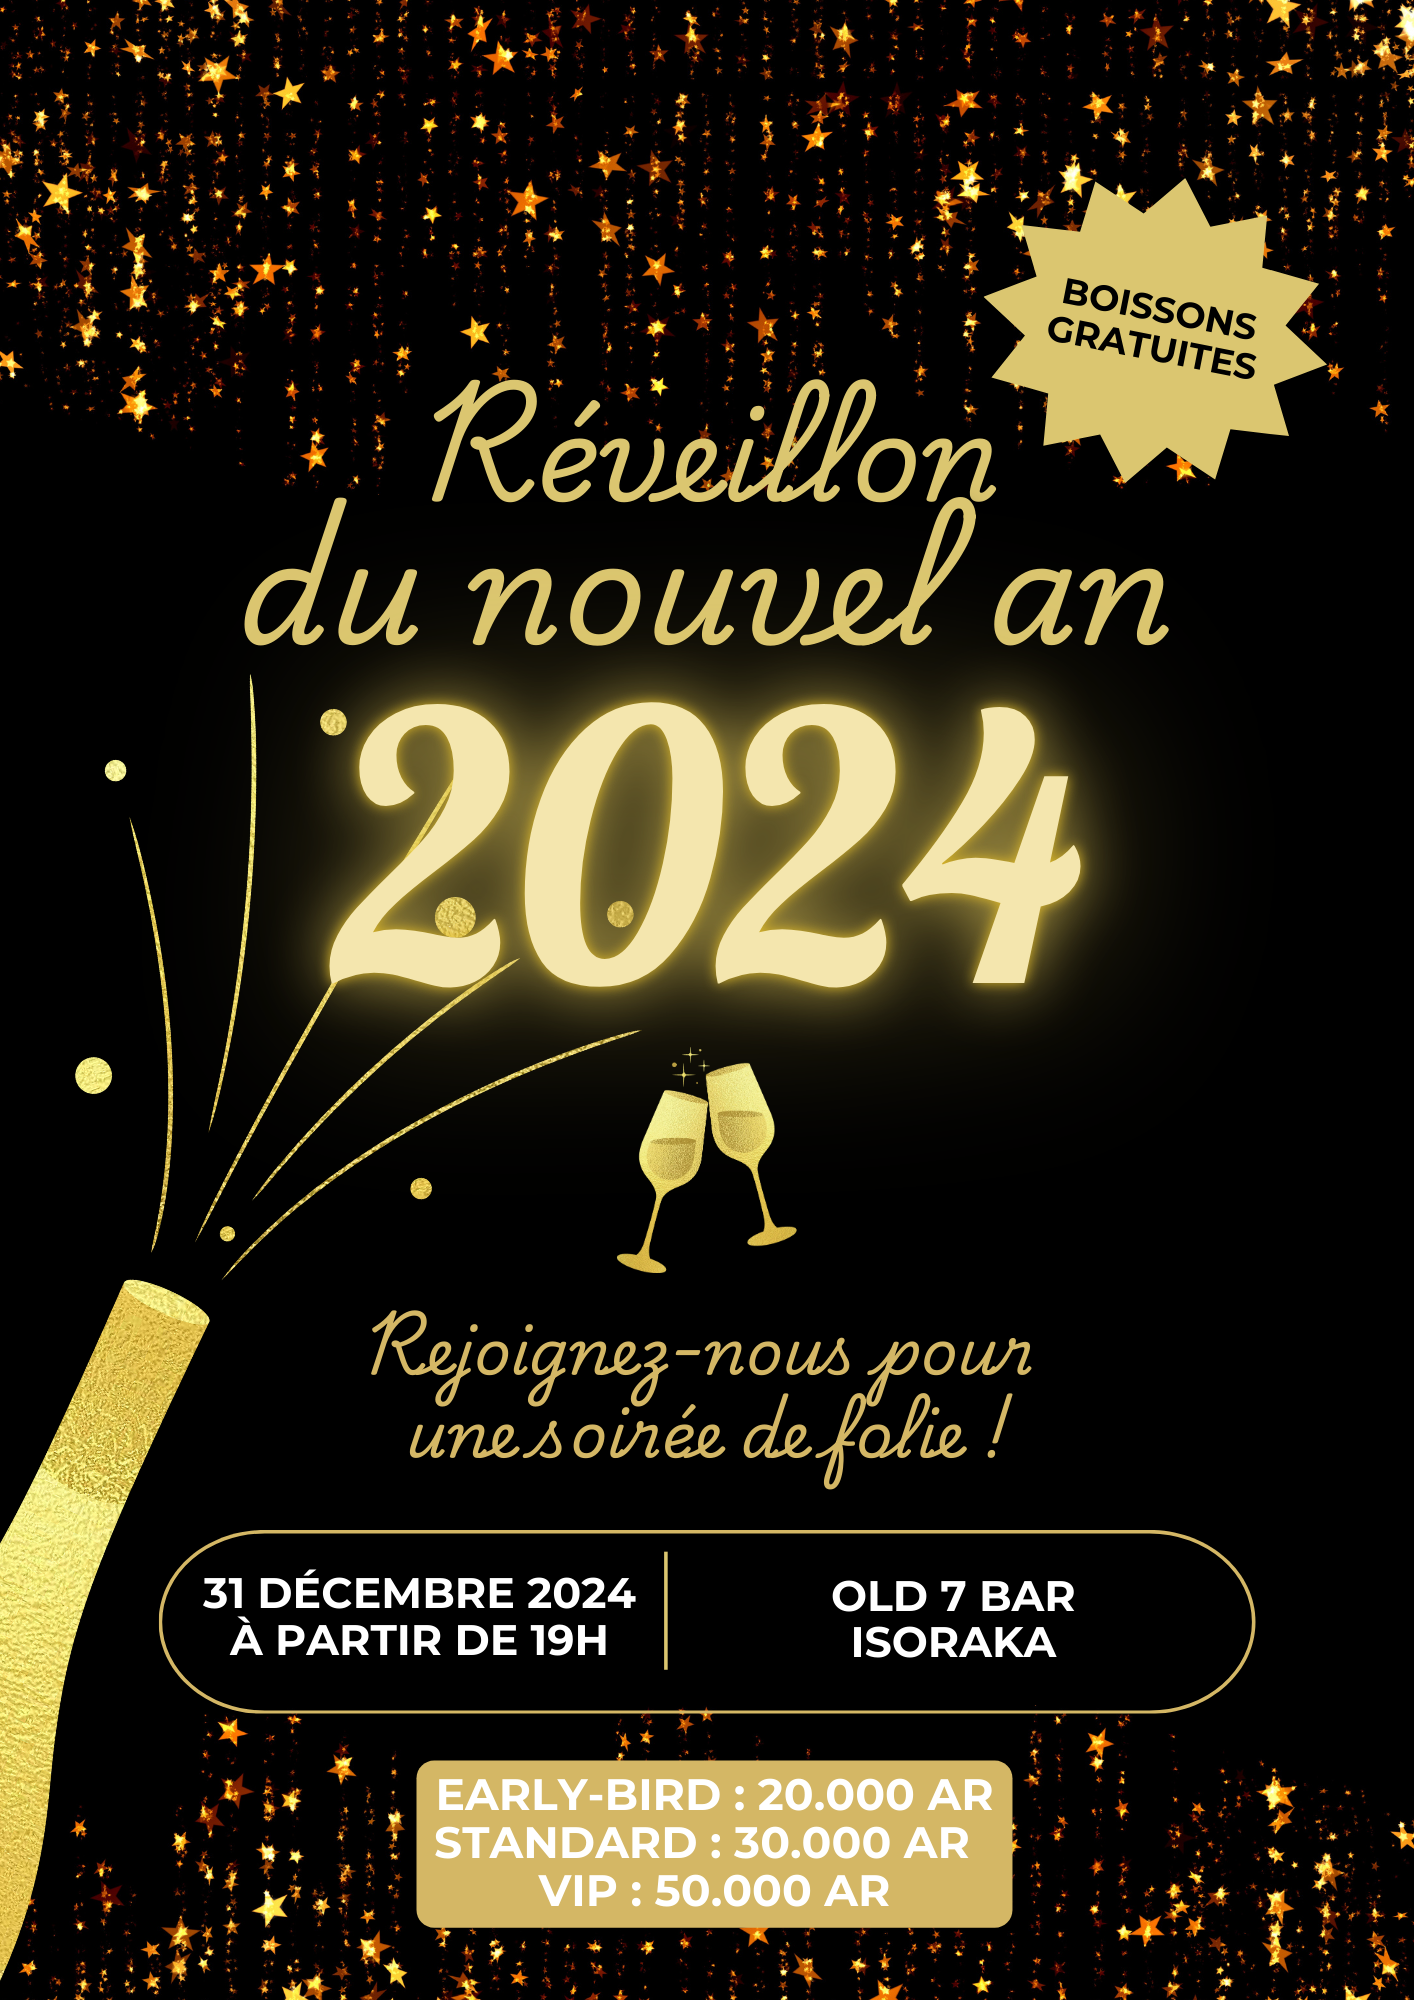 BOISSONS
GRATUITES
Réveillon
du nouvel an
2024
Rejoignez-nous pour
une soirée de folie !
31 DÉCEMBRE 2024
À PARTIR DE 19H
OLD 7 BAR
ISORAKA
EARLY-BIRD : 20.000 AR
STANDARD : 30.000 AR
VIP : 50.000 AR